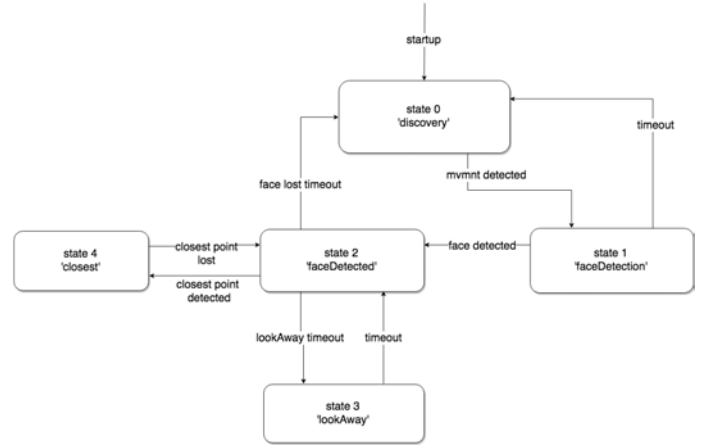 startup
state 0
'discovery'
timeout
mvmnt detected
face lost timeout
state 4
'closest'
closest point
lost
closest point
detected
state 2
'faceDetected'
face detected
state 1
'faceDetection'
lookAway timeout
timeout
state 3
'lookAway'